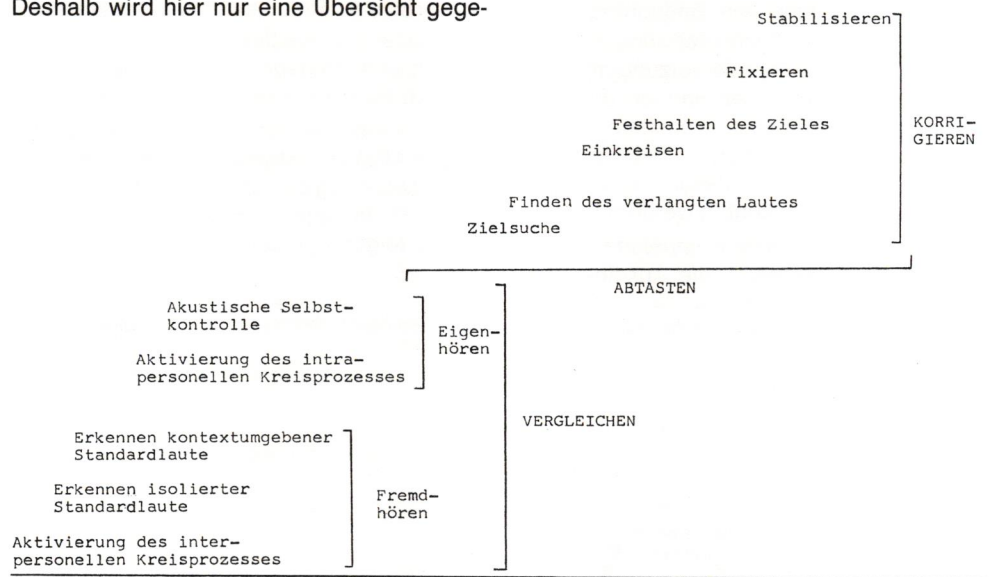 Deshalb wird hier nur eine Übersicht gege-
Stabilisieren
Fixieren
Festhalten des Zieles
Einkreisen
KORRI-
GIEREN
Finden des verlangten Lautes
Zielsuche
ABTASTEN
Akustische Selbst-
kontrolle
Eigen-
hören
Aktivierung des intra-
personellen Kreisprozesses
VERGLEICHEN
Erkennen kontextumgebener
Standardlaute
Erkennen isolierter
Standardlaute
Fremd-
hören
Aktivierung des inter-
personellen Kreisprozesses